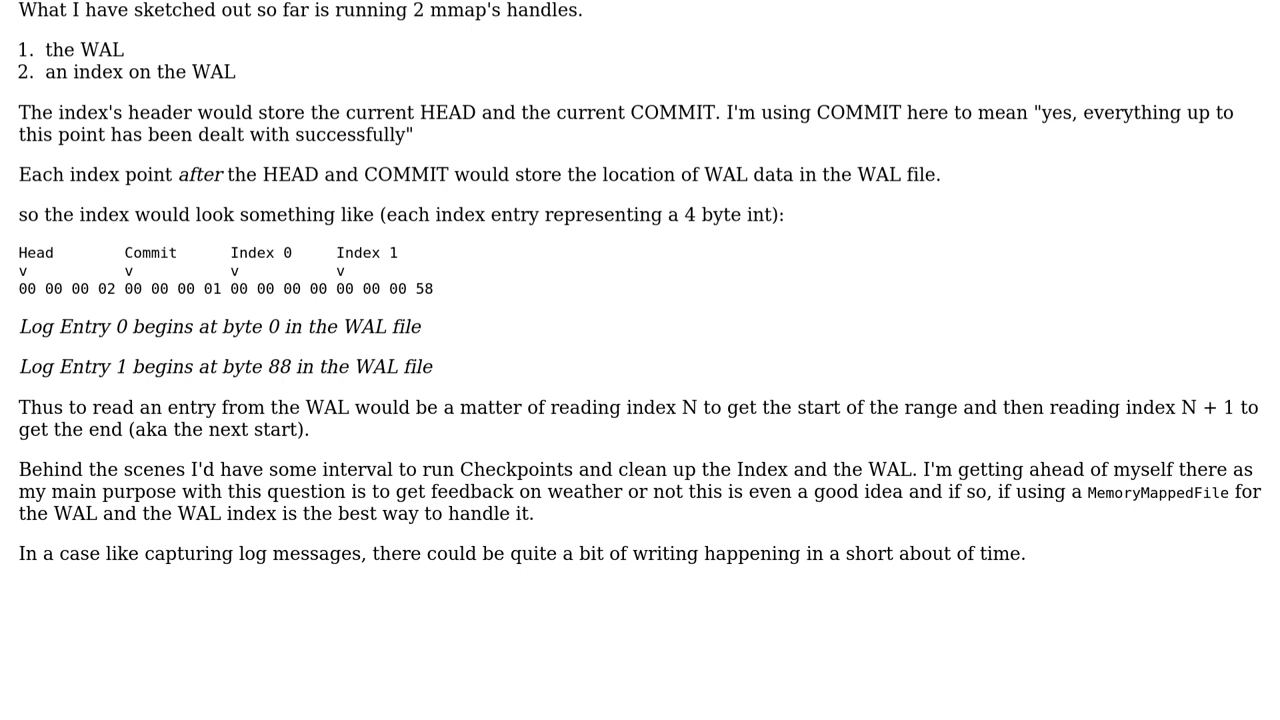 What I have sketched out so far is running 2 mmap's handles.
1. the WAL
2. an index on the WAL
The index's header would store the current HEAD and the current COMMIT. I'm using COMMIT here to mean "yes, everything up to
this point has been dealt with successfully"
Each index point after the HEAD and COMMIT would store the location of WAL data in the WAL file.
so the index would look something like (each index entry representing a 4 byte int):
Head        Commit      Index 0     Index 1
v           v           v           v
00 00 00 02 00 00 00 01 00 00 00 00 00 00 00 58
Log Entry 0 begins at byte 0 in the WAL file
Log Entry 1 begins at byte 88 in the WAL file
Thus to read an entry from the WAL would be a matter of reading index N to get the start of the range and then reading index N + 1 to
get the end (aka the next start).
Behind the scenes I'd have some interval to run Checkpoints and clean up the Index and the WAL. I'm getting ahead of myself there as
my main purpose with this question is to get feedback on weather or not this is even a good idea and if so, if using a MemoryMappedFile for
the WAL and the WAL index is the best way to handle it.
In a case like capturing log messages, there could be quite a bit of writing happening in a short about of time.